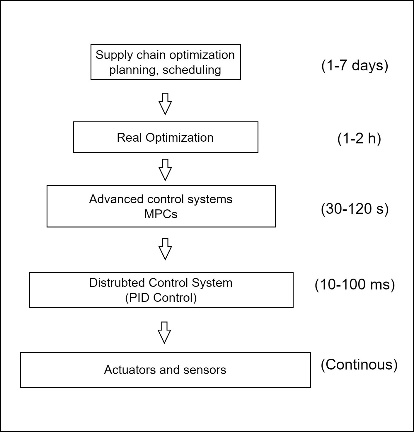 Supply chain optimization
planning, scheduling
(1-7 days)
Real Optimization
(1-2 h)
Advanced control systems
MPCs
(30-120 s)
Distrubted Control System
(PID Control)
(10-100 ms)
Actuators and sensors
(Continous)